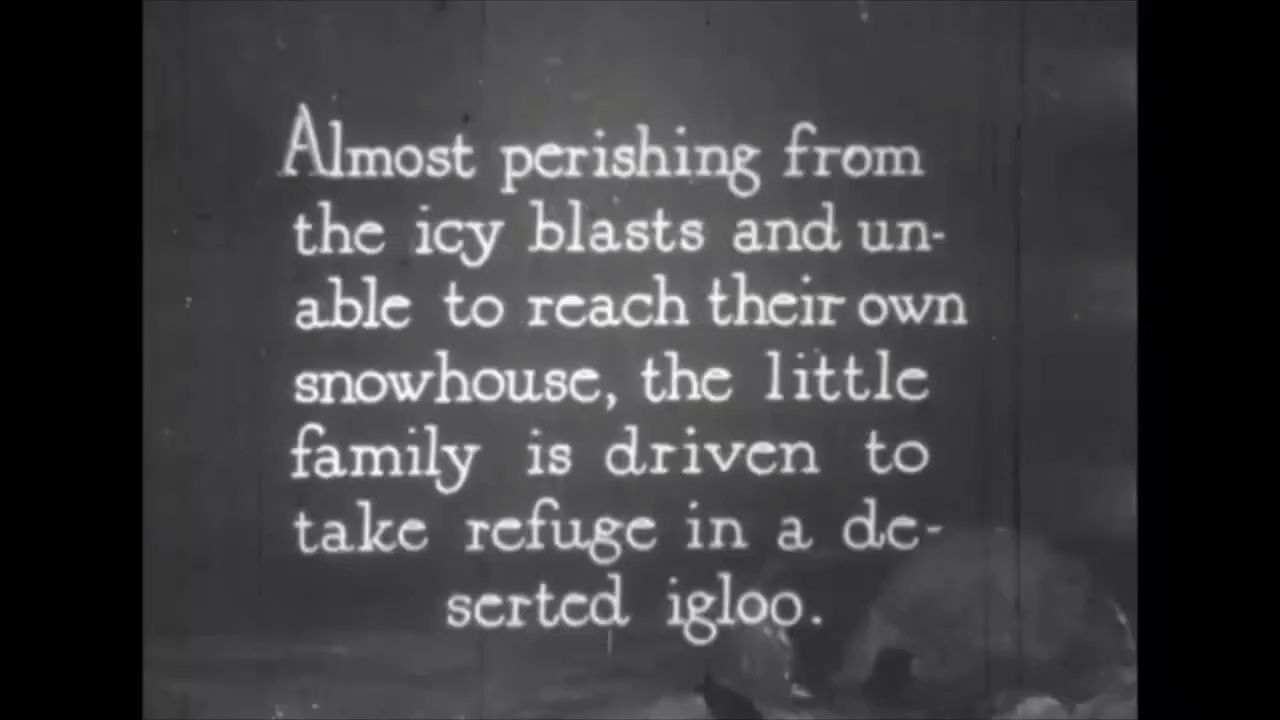 Almost perishing from
the icy blasts and un-
able to reach their own
snowhouse, the little
family is driven to
take refuge in a de-
serted igloo.